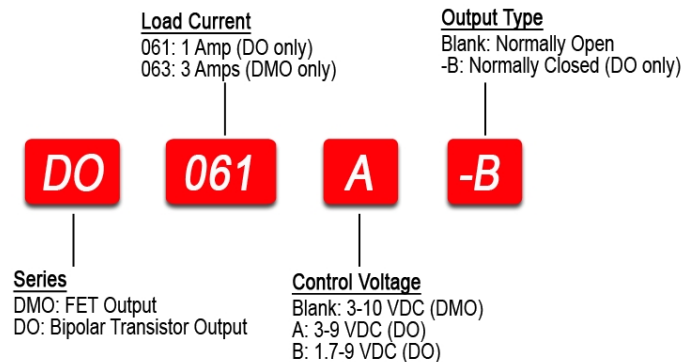 Load Current
061: 1 Amp (DO only)
063: 3 Amps (DMO only)
Output Type
Blank: Normally Open
-B: Normally Closed (DO only)
DO
061
A
-B
Series
DMO: FET Output
DO: Bipolar Transistor Output
Control Voltage
Blank: 3-10 VDC (DMO)
A: 3-9 VDC (DO)
B: 1.7-9 VDC (DO)